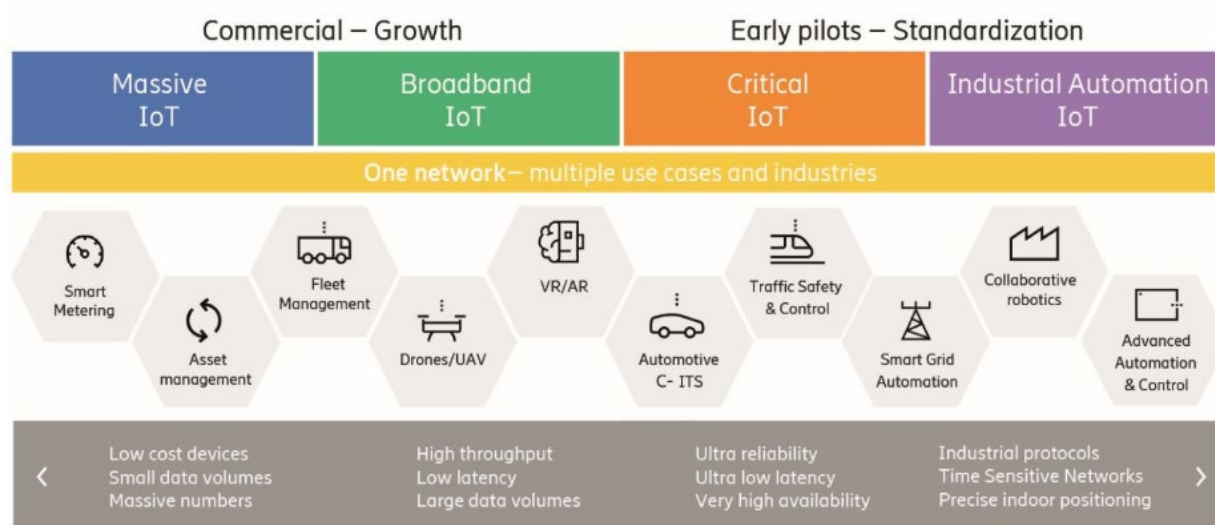 Commercial – Growth
Early pilots – Standardization
Massive
IoT
Broadband
IoT
Critical
IoT
Industrial Automation
IoT
One network– multiple use cases and industries
Smart
Metering
Asset
management
Fleet
Management
Drones/UAV
VR/AR
Automotive
C- ITS
Traffic Safety
& Control
Smart Grid
Automation
Collaborative
robotics
Advanced
Automation
& Control
Low cost devices
Small data volumes
Massive numbers
High throughput
Low latency
Large data volumes
Ultra reliability
Ultra low latency
Very high availability
Industrial protocols
Time Sensitive Networks
Precise indoor positioning